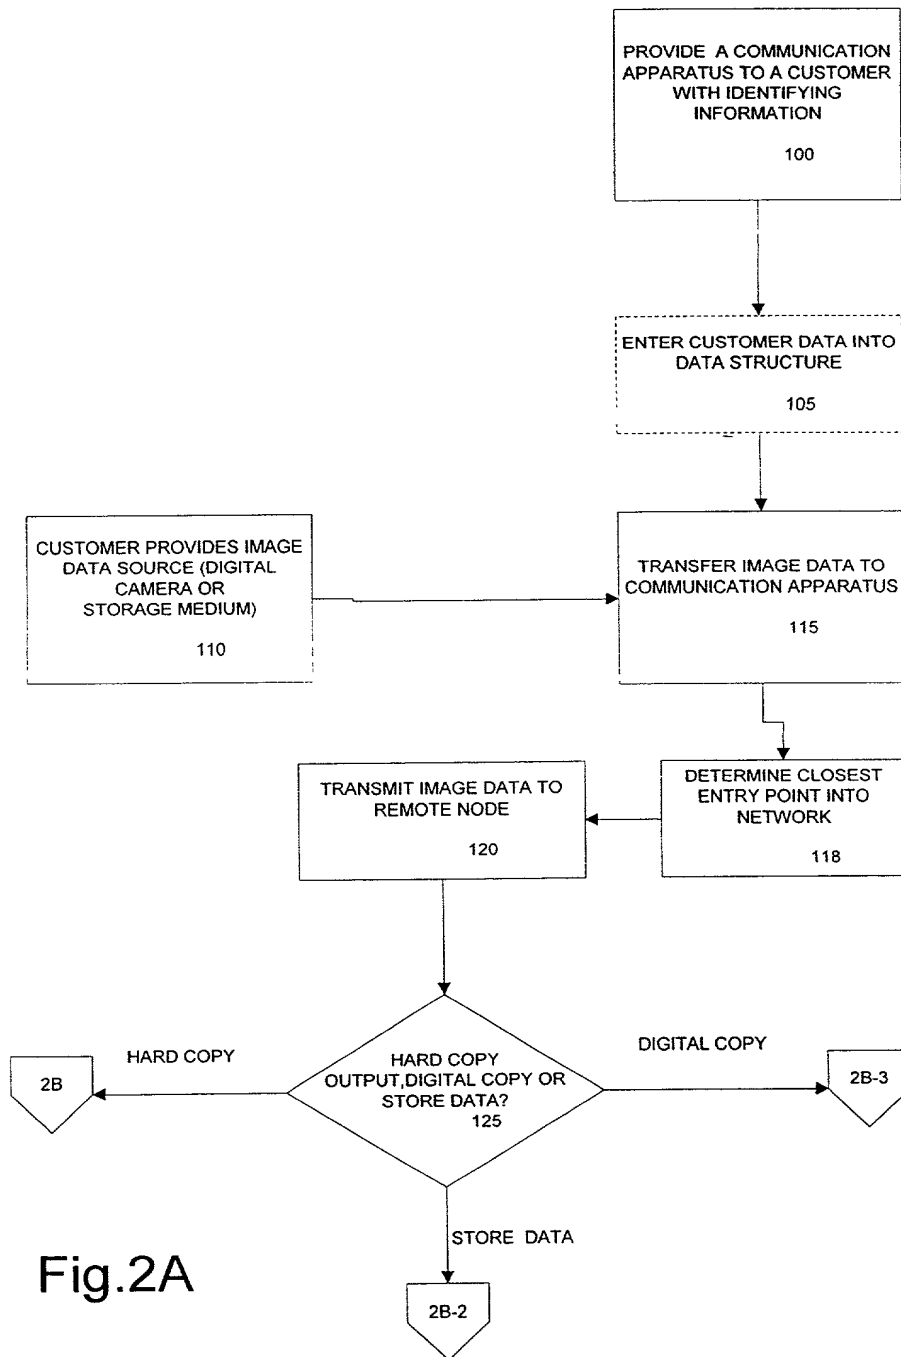 PROVIDE A COMMUNICATION
APPARATUS TO A CUSTOMER
WITH IDENTIFYING
INFORMATION
100
ENTER CUSTOMER DATA INTO
DATA STRUCTURE
105
CUSTOMER PROVIDES IMAGE
DATA SOURCE (DIGITAL
CAMERA OR
STORAGE MEDIUM)
110
TRANSFER IMAGE DATA TO
COMMUNICATION APPARATUS
115
TRANSMIT IMAGE DATA TO
REMOTE NODE
120
DETERMINE CLOSEST
ENTRY POINT INTO
NETWORK
118
HARD COPY
2B
HARD COPY
OUTPUT,DIGITAL COPY OR
STORE DATA?
125
DIGITAL COPY
2B-3
STORE DATA
2B-2
Fig.2A